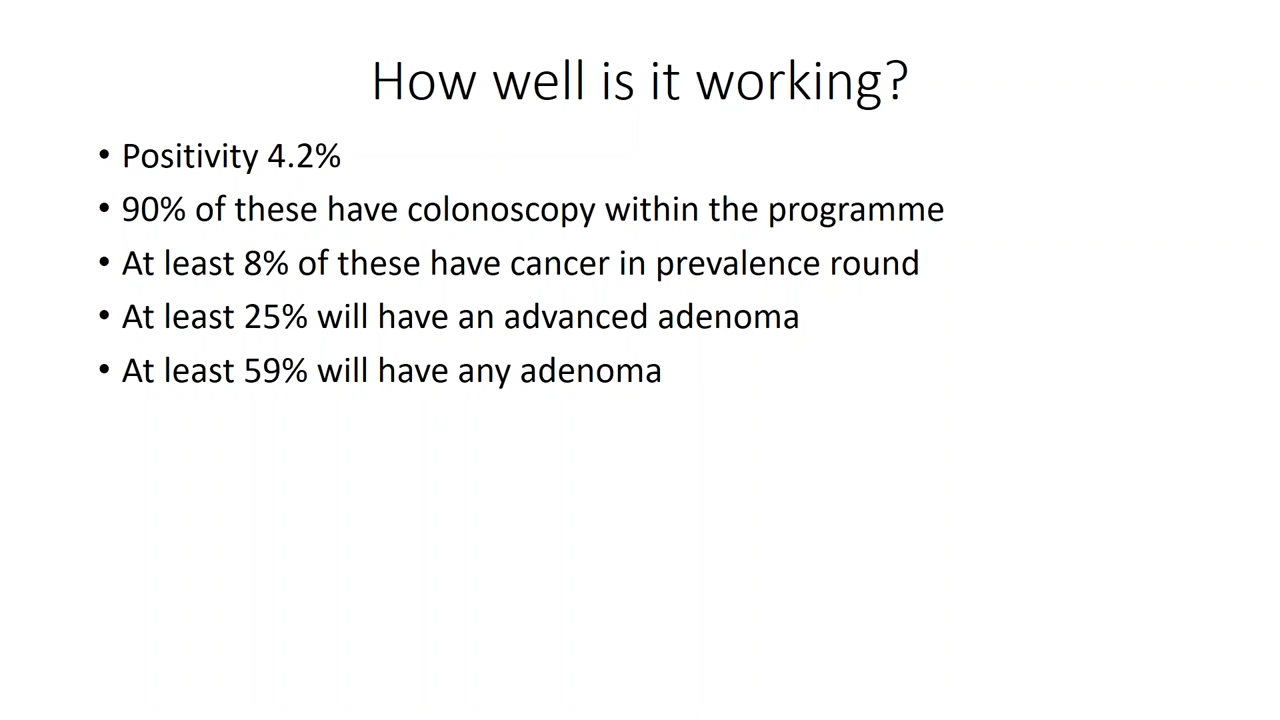 How well is it working?
• Positivity 4.2%
• 90% of these have colonoscopy within the programme
• At least 8% of these have cancer in prevalence round
• At least 25% will have an advanced adenoma
• At least 59% will have any adenoma